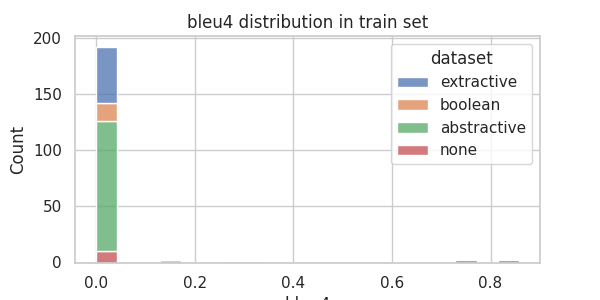 bleu4 distribution in train set
200
150
100
50
0
Count
dataset
extractive
boolean
abstractive
none
0.0 0.2 0.4 0.6 0.8